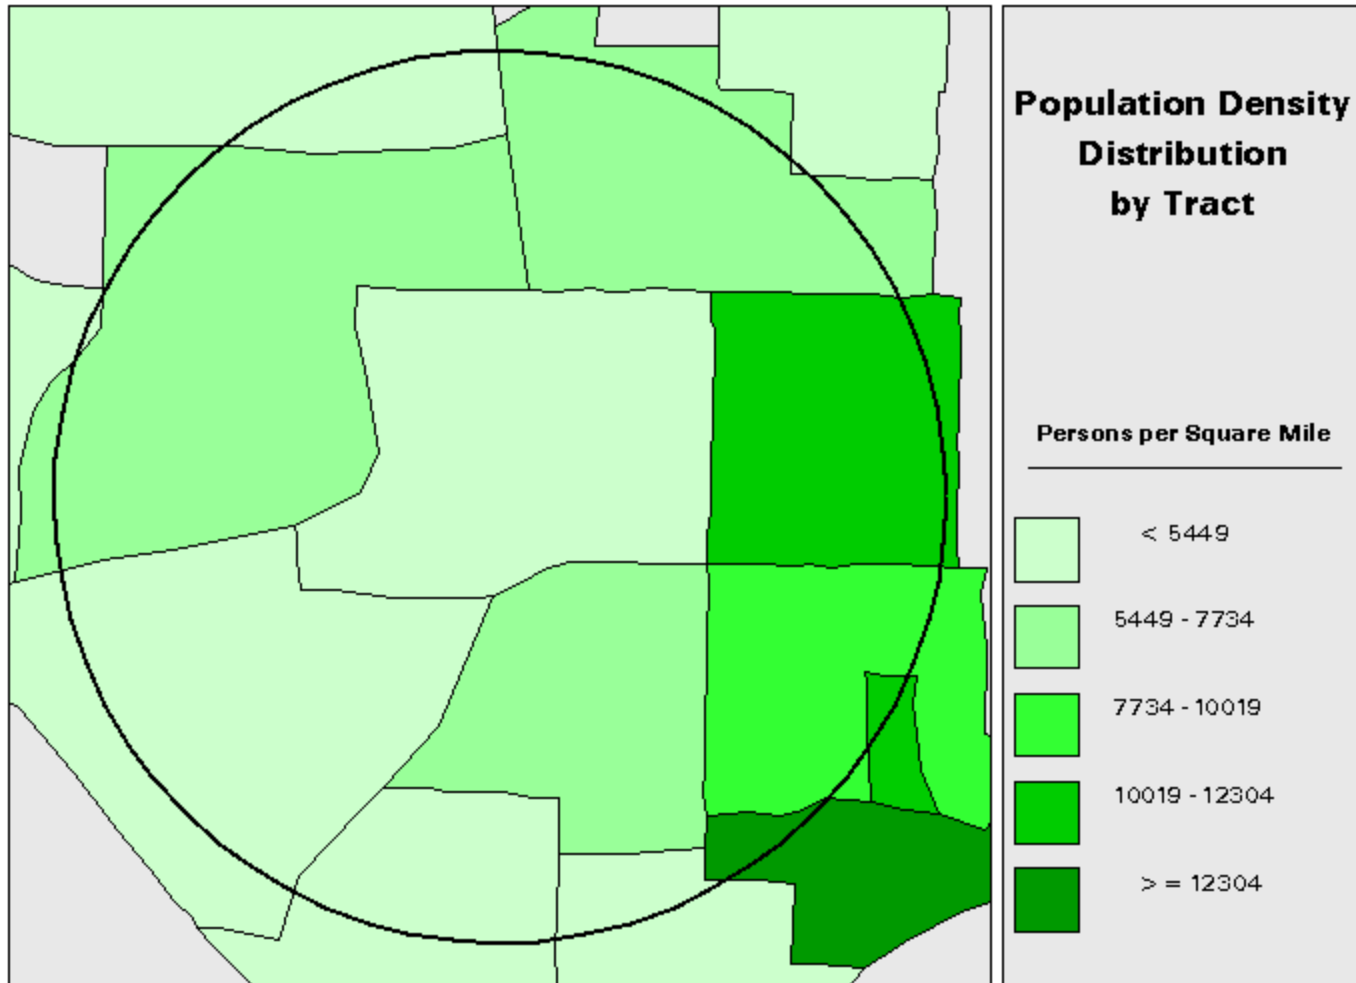 Population Density
Distribution
by Tract
Persons per Square Mile
< 5449
5449 - 7734
7734 - 10019
10019 - 12304
> = 12304